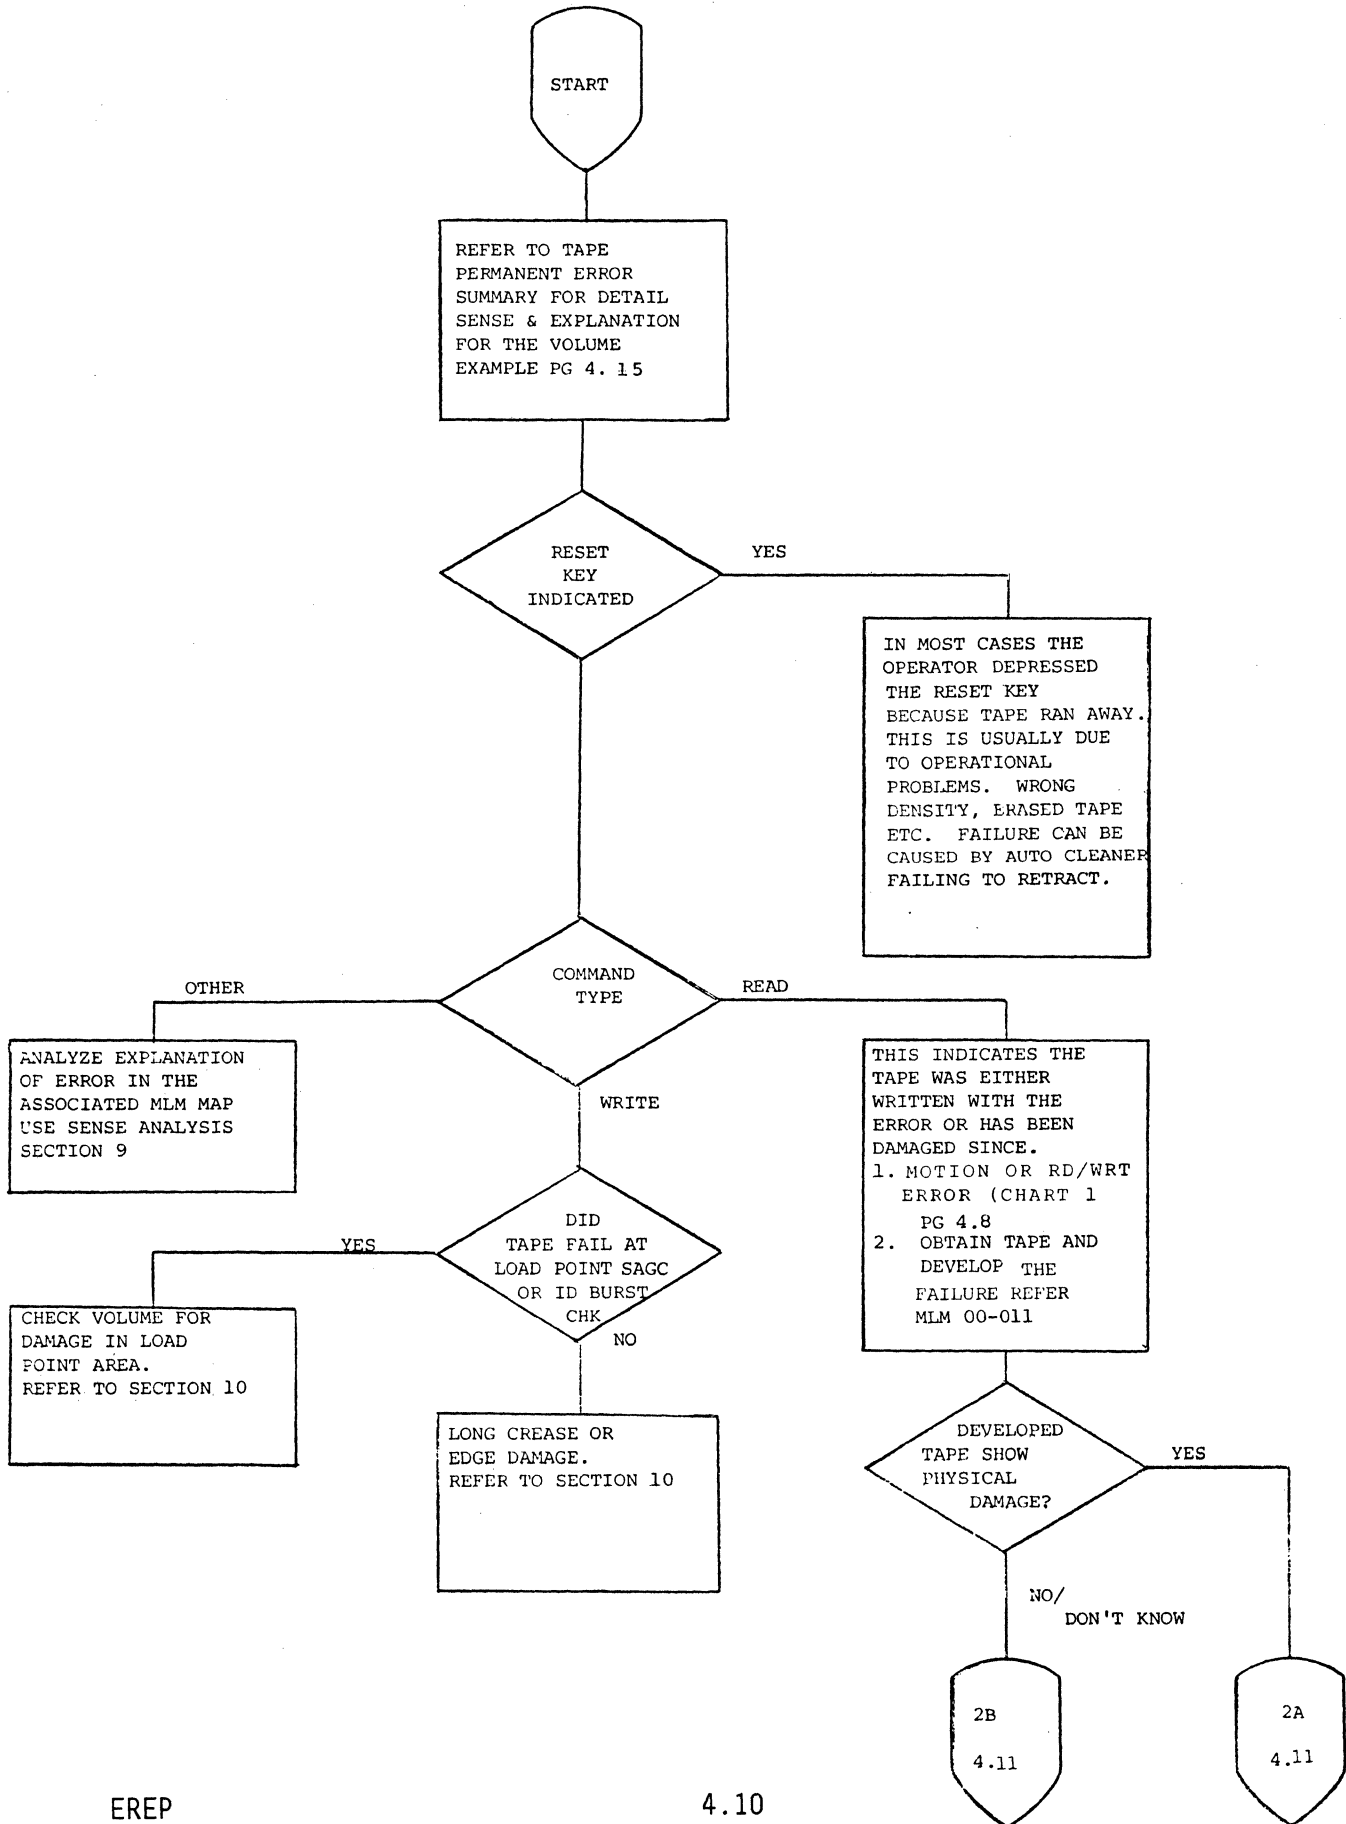 START
REFER TO TAPE
PERMANENT ERROR
SUMMARY FOR DETAIL
SENSE & EXPLANATION
FOR THE VOLUME
EXAMPLE PG 4. 15
RESET
KEY
INDICATED
YES
IN MOST CASES THE
OPERATOR DEPRESSED
THE RESET KEY
BECAUSE TAPE RAN AWAY.
THIS IS USUALLY DUE
TO OPERATIONAL
PROBLEMS. WRONG
DENSITY, ERASED TAPE
ETC. FAILURE CAN BE
CAUSED BY AUTO CLEANER
FAILING TO RETRACT.
COMMAND
TYPE
OTHER
READ
WRITE
ANALYZE EXPLANATION
OF ERROR IN THE
ASSOCIATED MLM MAP
USE SENSE ANALYSIS
SECTION 9
THIS INDICATES THE
TAPE WAS EITHER
WRITTEN WITH THE
ERROR OR HAS BEEN
DAMAGED SINCE.
1. MOTION OR RD/WRT
ERROR (CHART 1
PG 4.8
2. OBTAIN TAPE AND
DEVELOP THE
FAILURE REFER
MLM 00-011
DID
TAPE FAIL AT
LOAD POINT SAGC
OR ID BURST
CHK
YES
NO
CHECK VOLUME FOR
DAMAGE IN LOAD
POINT AREA.
REFER TO SECTION 10
LONG CREASE OR
EDGE DAMAGE.
REFER TO SECTION 10
DEVELOPED
TAPE SHOW
PHYSICAL
DAMAGE?
YES
NO/
DON'T KNOW
2B
4.11
2A
4.11
EREP
4.10